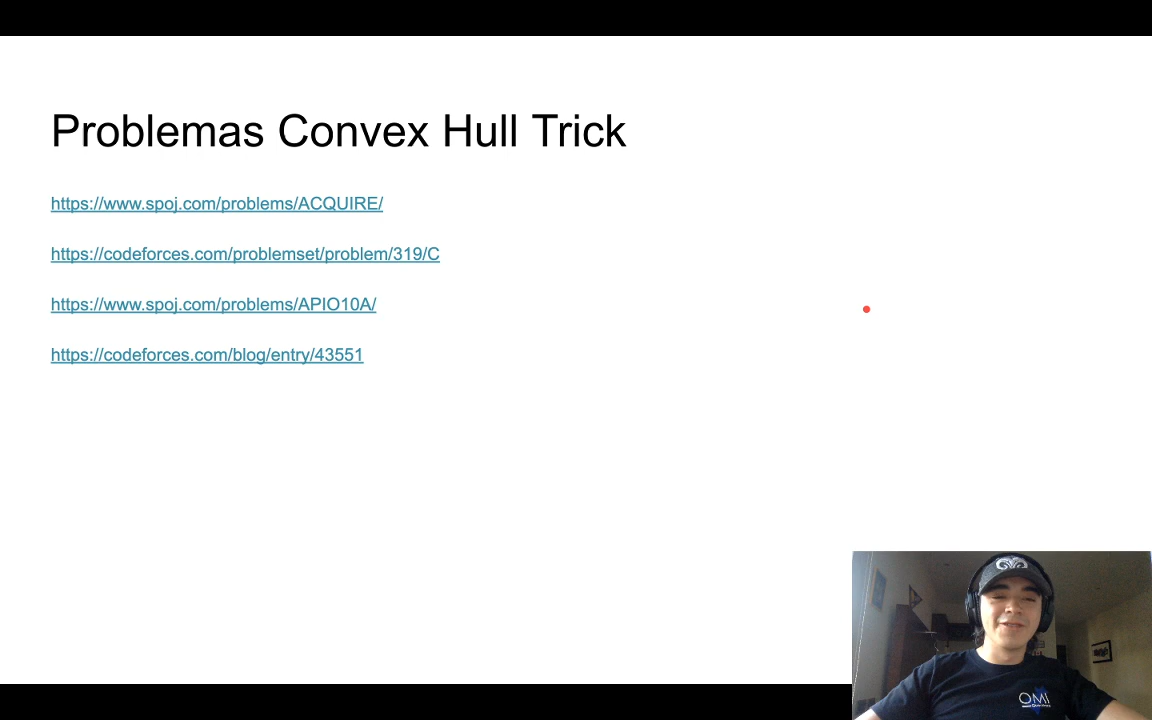 Problemas Convex Hull Trick
https://www.spoj.com/problems/ACQUIRE/
https://codeforces.com/problemset/problem/319/C
https://www.spoj.com/problems/APIO10A/
https://codeforces.com/blog/entry/43551
OMI